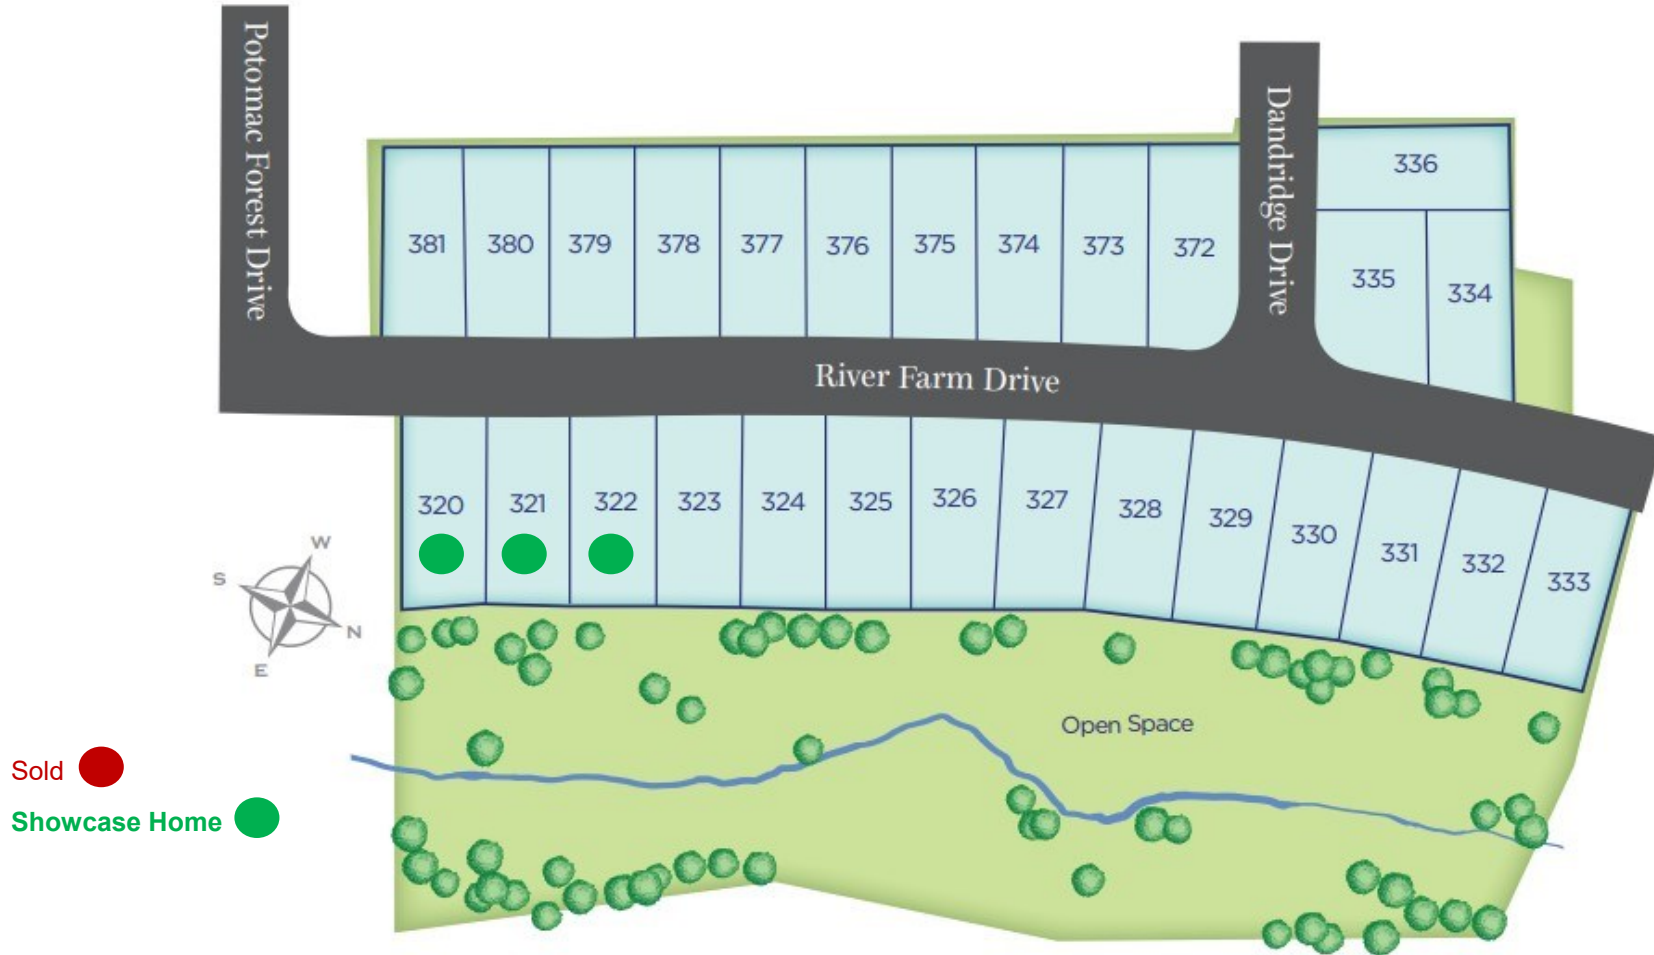 Potomac Forest Drive
Dandridge Drive
336
381 380 379 378 377 376 375 374 373 372 335 334
River Farm Drive
320 321 322 323 324 325 326 327 328 329 330 331 332 333
W
S
N
E
Open Space
Sold
Showcase Home